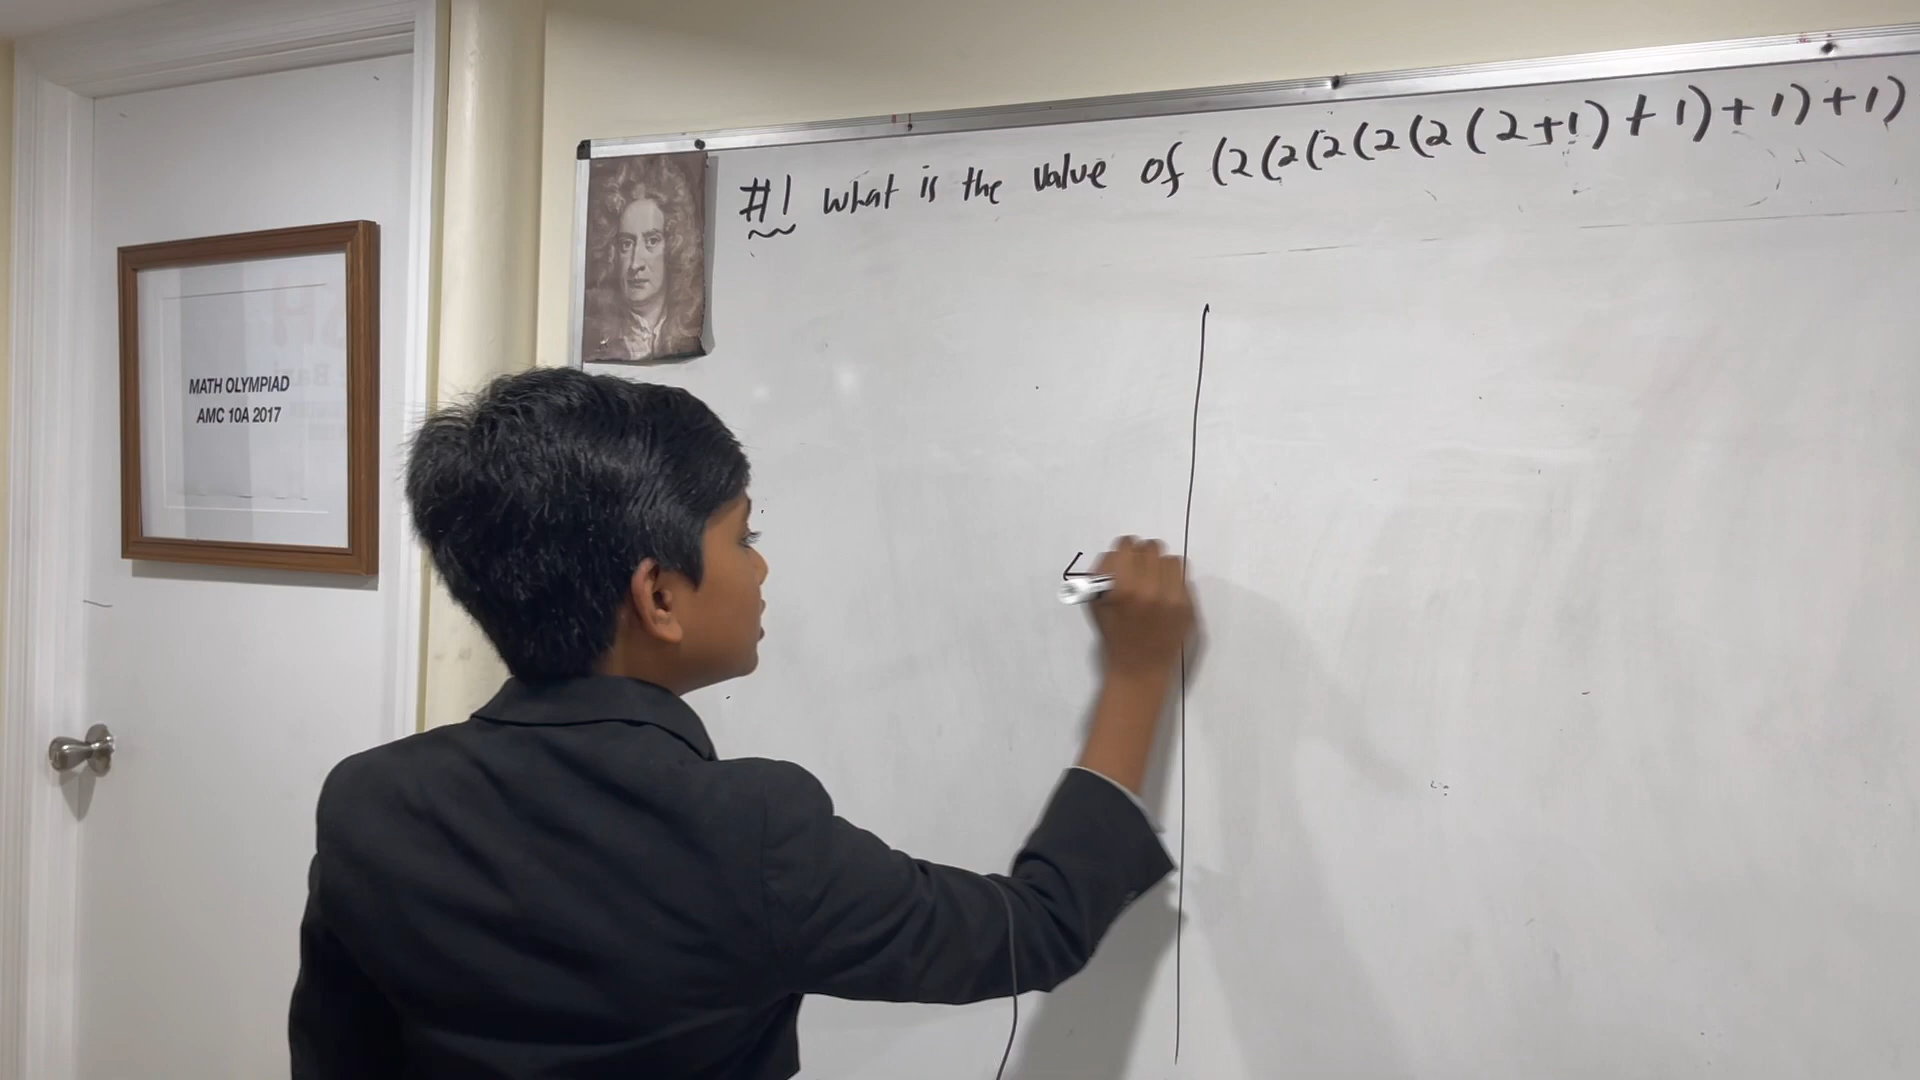 MATH OLYMPIAD
AMC 10A 2017
#1 What is the value of (2(2(2(2(2(2(2+1)+1)+1)+1)